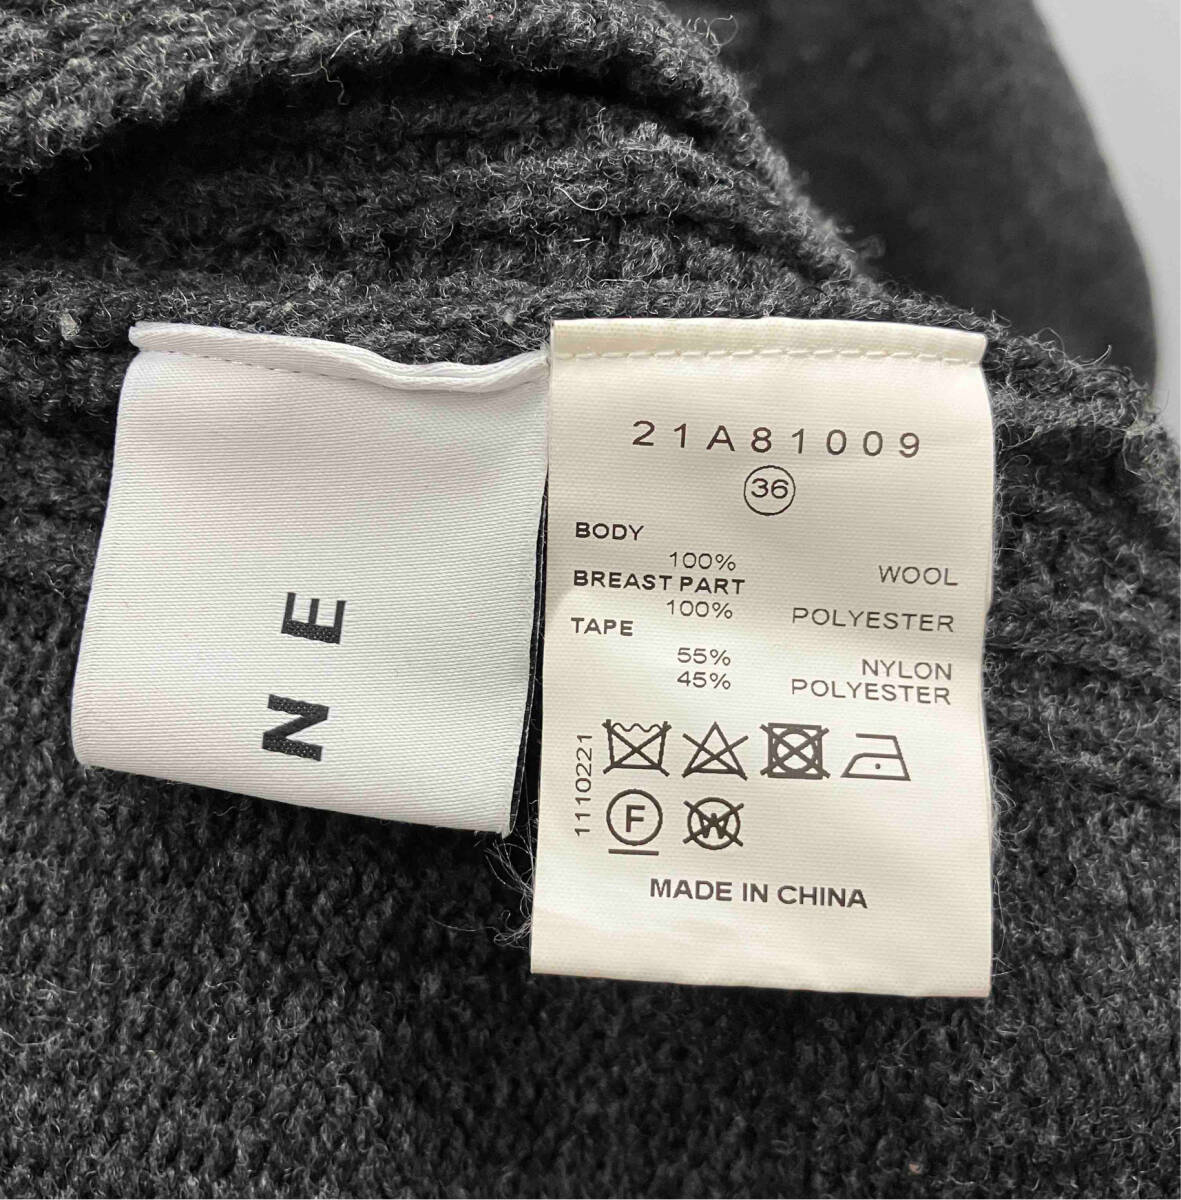 NE
21A81009
36
BODY
100% WOOL
BREAST PART
100% POLYESTER
TAPE
55% NYLON
45% POLYESTER
1110221
F W
MADE IN CHINA